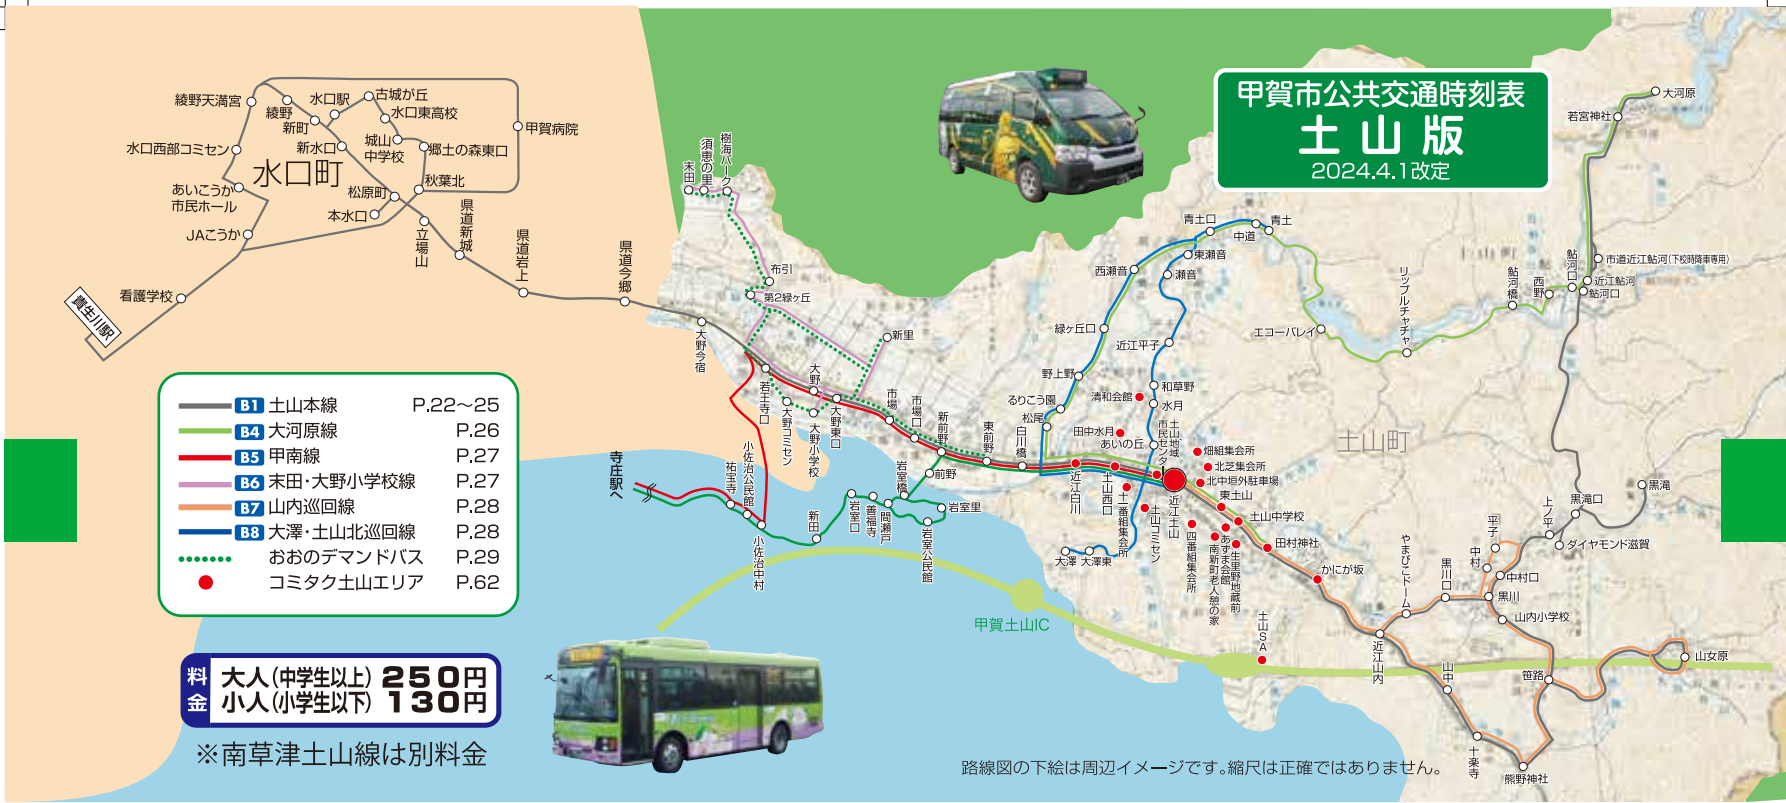 甲賀市公共交通時刻表
土山版
2024.4.1改定
綾野天満宮
綾野
新町
水口駅
古城が丘
水口東高校
新水口
城山
中学校
郷土の森東口
甲賀病院
水口西部コミセン
水口町
あいこうか
市民ホール
松原町
秋葉北
本水口
JAこうか
立場山
県道新城
県道岩上
県道今郷
看護学校
貴生川駅
末田
須恵の里
樹海パーク
布引
第2緑ヶ丘
新里
大野今宿
若王寺口
大野
大野コミセン
大野小学校
大野東口
市場
市場口
新前野
東前野
白川橋
前野
岩室橋
岩室口
善福寺
間瀬戸
岩室里
岩室公民館
新田
小佐治公民館
祐宝寺
小佐治中村
寺庄駅へ
青土口
中道
青土
東瀬音
西瀬音
瀬音
緑ヶ丘口
近江平子
野上野
和草野
清和会館
水月
るりこう園
松尾
田中水月
あいの丘
土山地域
市民センター
畑組集会所
北芝集会所
北中垣外駐車場
東土山
土山中学校
田村神社
近江白川
土山西口
十二番組集会所
土山コミセン
近江土山
四番組集会所
南新町老人憩の家
あずま会館
生里野地蔵前
大澤
大澤東
かにが坂
土山SA
甲賀土山IC
エコーバレイ
リップルチャチャ
鮎河橋
西野
鮎河口
近江鮎河
鮎河口
市道近江鮎河(下校時降車専用)
若宮神社
大河原
土山町
黒滝
黒滝口
上ノ平
ダイヤモンド滋賀
平子
中村
中村口
黒川
黒川口
やまびこドーム
山内小学校
近江山内
山中
笹路
山女原
十楽寺
熊野神社
B1 土山本線 P.22〜25
B4 大河原線 P.26
B5 甲南線 P.27
B6 末田・大野小学校線 P.27
B7 山内巡回線 P.28
B8 大澤・土山北巡回線 P.28
おおのデマンドバス P.29
コミタク土山エリア P.62
料金
大人(中学生以上) 250円
小人(小学生以下) 130円
※南草津土山線は別料金
路線図の下絵は周辺イメージです。縮尺は正確ではありません。